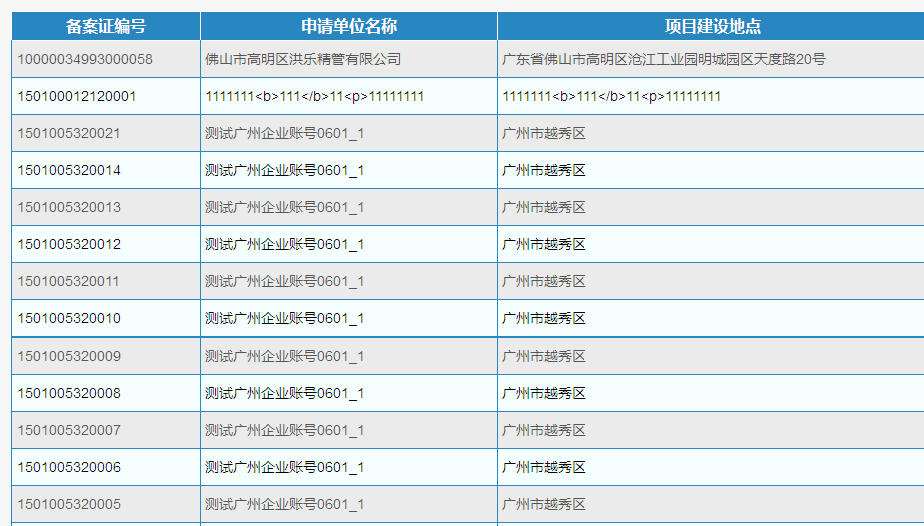 备案证编号 申请单位名称 项目建设地点
10000034993000058 佛山市高明区洪乐精管有限公司 广东省佛山市高明区沧江工业园明城园区天度路20号
150100012120001 1111111<b>111</b>11<p>11111111 1111111<b>111</b>11<p>11111111
1501005320021 测试广州企业账号0601_1 广州市越秀区
1501005320014 测试广州企业账号0601_1 广州市越秀区
1501005320013 测试广州企业账号0601_1 广州市越秀区
1501005320012 测试广州企业账号0601_1 广州市越秀区
1501005320011 测试广州企业账号0601_1 广州市越秀区
1501005320010 测试广州企业账号0601_1 广州市越秀区
1501005320009 测试广州企业账号0601_1 广州市越秀区
1501005320008 测试广州企业账号0601_1 广州市越秀区
1501005320007 测试广州企业账号0601_1 广州市越秀区
1501005320006 测试广州企业账号0601_1 广州市越秀区
1501005320005 测试广州企业账号0601_1 广州市越秀区